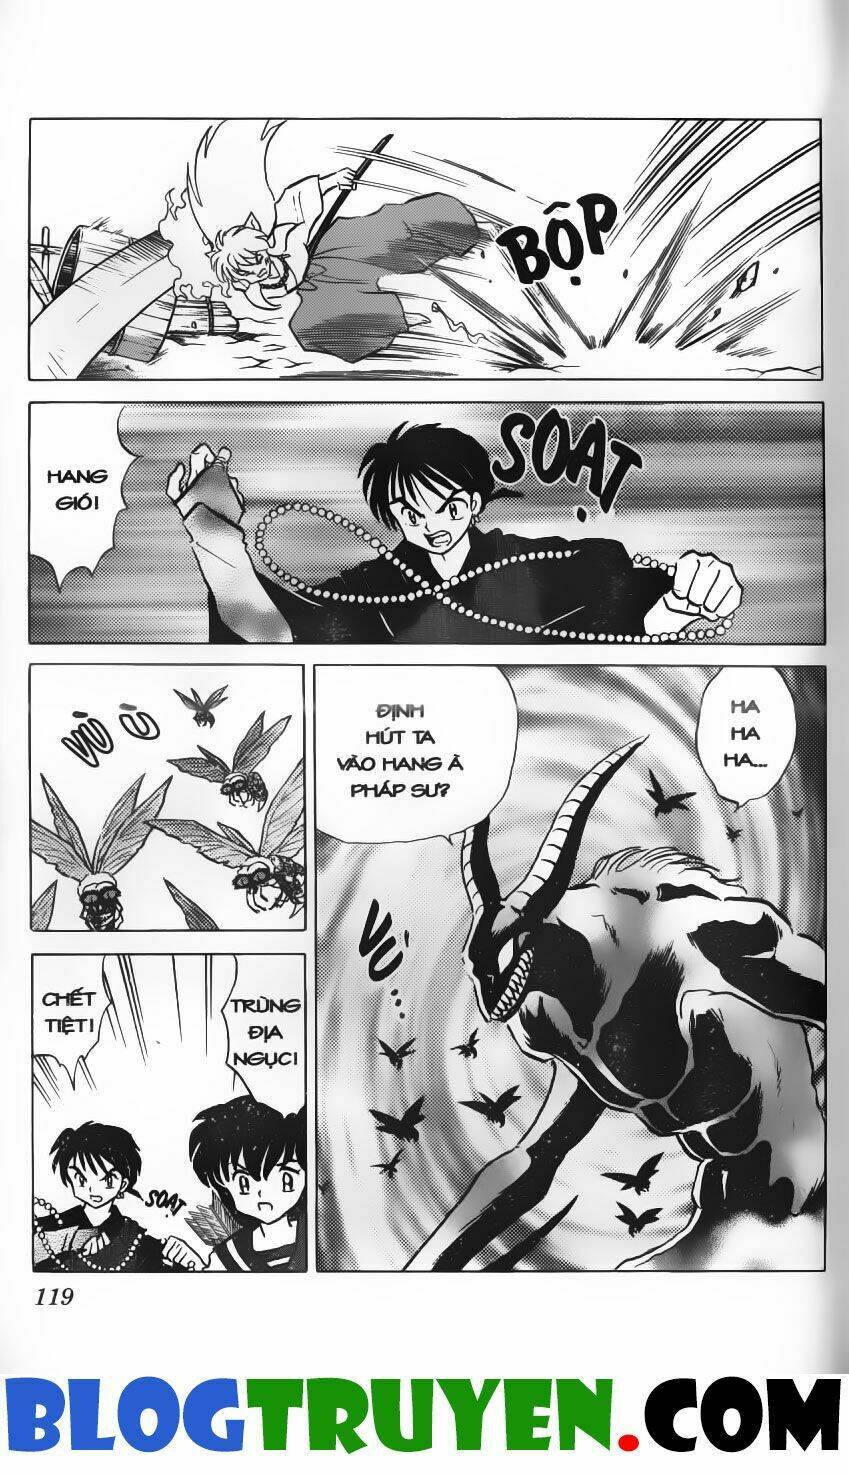 BỘP
SOẠT
HANG
GIÓ!
HA
HA
HA...
ĐỊNH
HÚT TA
VÀO HANG À
PHÁP SƯ?
VÙ...
VÙ Ù
TRÙNG
ĐỊA
NGỤC!
CHẾT
TIỆT!
SOẠT
119
BLOGTRUYEN.COM